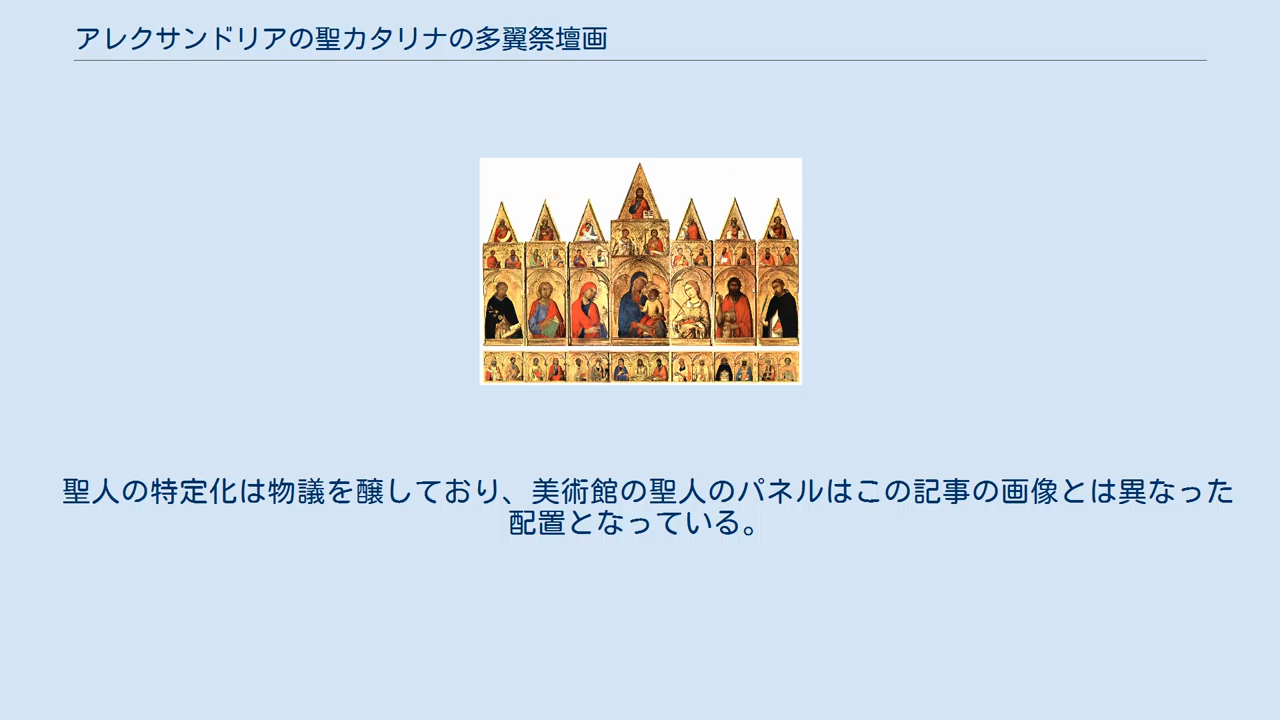 アレクサンドリアの聖カタリナの多翼祭壇画
聖人の特定化は物議を醸しており、美術館の聖人のパネルはこの記事の画像とは異なった
配置となっている。